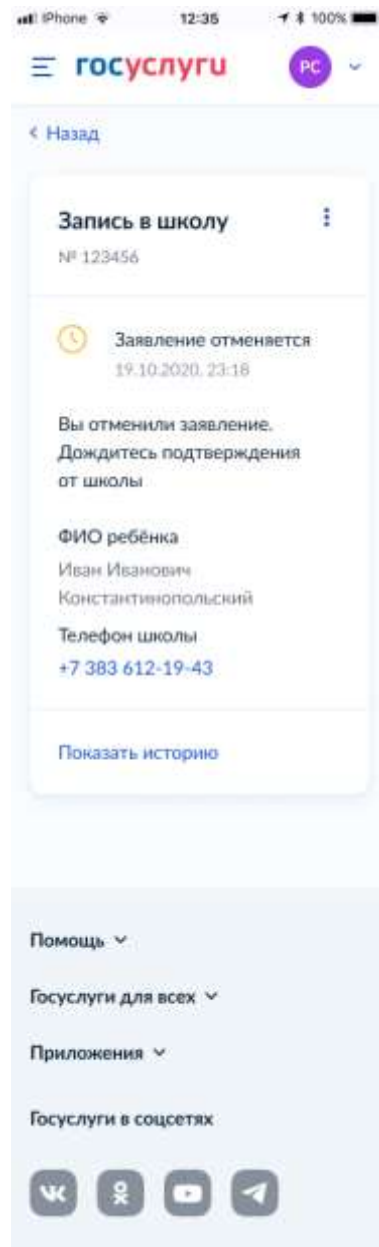 iPhone 12:35 100%
госуслуги РС
Назад
Запись в школу
№ 123456
Заявление отменяется
19.10.2020, 23:18
Вы отменили заявление.
Дождитесь подтверждения
от школы
ФИО ребёнка
Иван Иванович
Константинопольский
Телефон школы
+7 383 612-19-43
Показать историю
Помощь
Госуслуги для всех
Приложения
Госуслуги в соцсетях